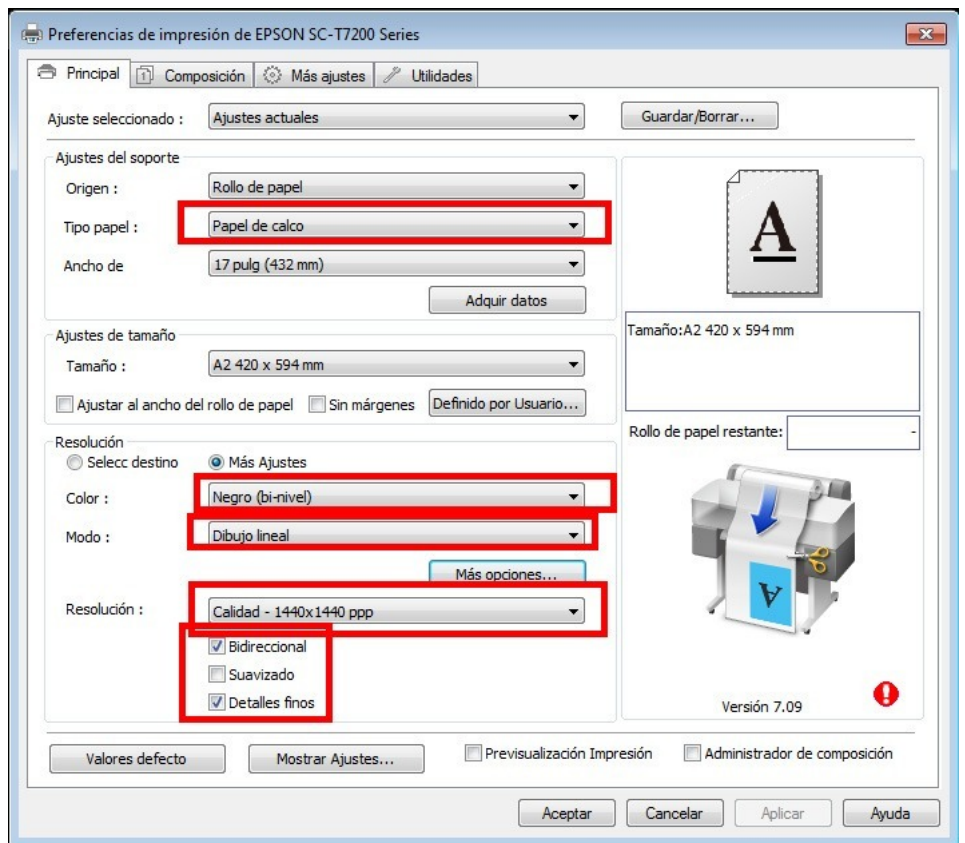 Preferencias de impresión de EPSON SC-T7200 Series
Principal
Composición
Más ajustes
Utilidades
Ajuste seleccionado :
Ajustes actuales
Guardar/Borrar...
Ajustes del soporte
Origen :
Rollo de papel
Tipo papel :
Papel de calco
Ancho de
17 pulg (432 mm)
Adquir datos
Ajustes de tamaño
Tamaño :
A2 420 x 594 mm
Ajustar al ancho del rollo de papel
Sin márgenes
Definido por Usuario...
Resolución
Selecc destino
Más Ajustes
Color :
Negro (bi-nivel)
Modo :
Dibujo lineal
Más opciones...
Resolución :
Calidad - 1440x1440 ppp
Bidireccional
Suavizado
Detalles finos
A
Tamaño:A2 420 x 594 mm
Rollo de papel restante:
-
A
Versión 7.09
Valores defecto
Mostrar Ajustes...
Previsualización Impresión
Administrador de composición
Aceptar
Cancelar
Aplicar
Ayuda